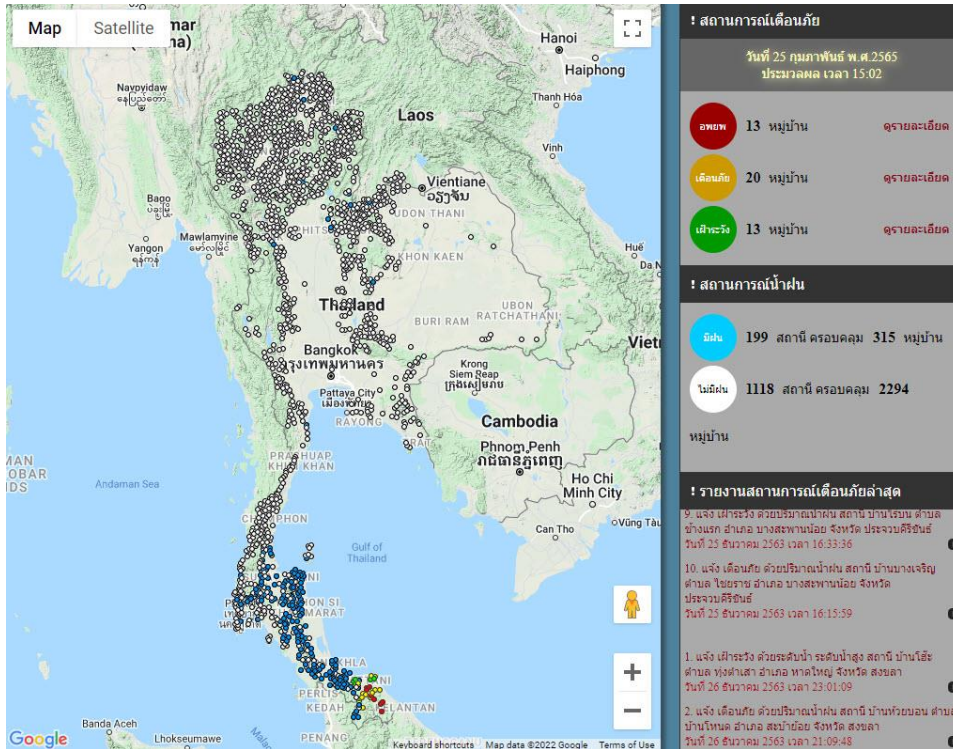 Map
Satellite
mar
Navpvidaw
နေပြည်တော်
Hanoi
Haiphong
Thanh Hóa
Laos
Vinh
Vientiane
ວຽງຈັນ
UDON THANI
KHON KAEN
Bago
Yangon
ရန်ကုန်
Mawlamyine
Huế
Thailand
BURI RAM
UBON
RATCHATHANI
Bangkok
กรุงเทพมหานคร
Pattaya City
เมืองพัทยา
RAYONG
Krong
Siem Reap
ក្រុងសៀមរាប
Cambodia
Phnom Penh
រាជធានីភ្នំពេញ
PRACHUAP
KHIRI KHAN
Andaman Sea
Ho Chi
Minh City
Can Tho
Vũng Tàu
Gulf of
Thailand
PERLIS
KEDAH
KELANTAN
PENANG
Banda Aceh
Lhokseumawe
Google
Keyboard shortcuts
Map data ©2022 Google
Terms of Use
! สถานการณ์เตือนภัย
วันที่ 25 กุมภาพันธ์ พ.ศ.2565
ประมวลผล เวลา 15:02
อพยพ 13 หมู่บ้าน ดูรายละเอียด
เตือนภัย 20 หมู่บ้าน ดูรายละเอียด
เฝ้าระวัง 13 หมู่บ้าน ดูรายละเอียด
! สถานการณ์น้ำฝน
มีฝน 199 สถานี ครอบคลุม 315 หมู่บ้าน
ไม่มีฝน 1118 สถานี ครอบคลุม 2294
หมู่บ้าน
! รายงานสถานการณ์เตือนภัยล่าสุด
9. แจ้ง เฝ้าระวัง ด้วยปริมาณน้ำฝน สถานี บ้านไร่บน ตำบล
ช้างแรก อำเภอ บางสะพานน้อย จังหวัด ประจวบคีรีขันธ์
วันที่ 25 ธันวาคม 2563 เวลา 16:33:36
10. แจ้ง เตือนภัย ด้วยปริมาณน้ำฝน สถานี บ้านบางเจริญ
ตำบล ไชยราช อำเภอ บางสะพานน้อย จังหวัด
ประจวบคีรีขันธ์
วันที่ 25 ธันวาคม 2563 เวลา 16:15:59
1. แจ้ง เฝ้าระวัง ด้วยระดับน้ำ ระดับน้ำสูง สถานี บ้านโฮ๊ะ
ตำบล ทุ่งตำเสา อำเภอ หาดใหญ่ จังหวัด สงขลา
วันที่ 26 ธันวาคม 2563 เวลา 23:01:09
2. แจ้ง เตือนภัย ด้วยปริมาณน้ำฝน สถานี บ้านห้วยบอน ตำบล
บ้านโหนด อำเภอ สะบ้าย้อย จังหวัด สงขลา
วันที่ 26 ธันวาคม 2563 เวลา 21:09:48